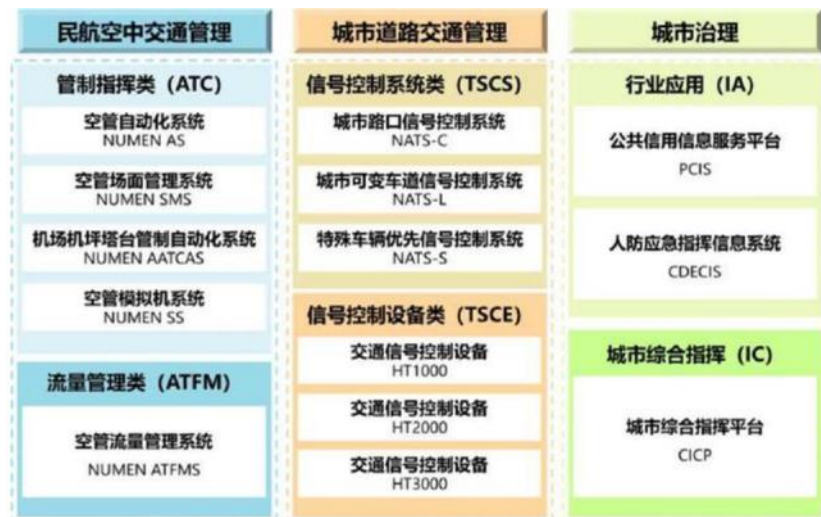 民航空中交通管理
管制指挥类（ATC）
空管自动化系统
NUMEN AS
空管场面管理系统
NUMEN SMS
机场机坪塔台管制自动化系统
NUMEN AATCAS
空管模拟机系统
NUMEN SS
流量管理类（ATFM）
空管流量管理系统
NUMEN ATFMS
城市道路交通管理
信号控制系统类（TSCS）
城市路口信号控制系统
NATS-C
城市可变车道信号控制系统
NATS-L
特殊车辆优先信号控制系统
NATS-S
信号控制设备类（TSCE）
交通信号控制设备
HT1000
交通信号控制设备
HT2000
交通信号控制设备
HT3000
城市治理
行业应用（IA）
公共信用信息服务平台
PCIS
人防应急指挥信息系统
CDECIS
城市综合指挥（IC）
城市综合指挥平台
CICP